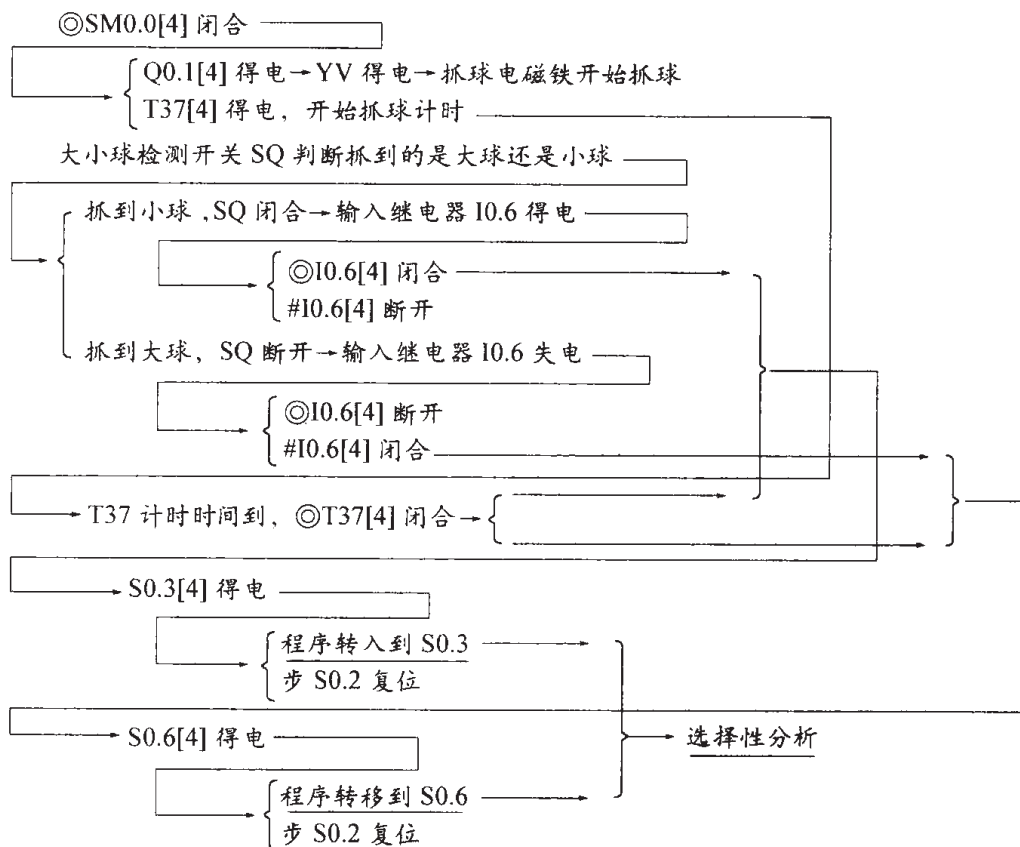 ◎SM0.0[4] 闭合
Q0.1[4] 得电→YV 得电→抓球电磁铁开始抓球
T37[4] 得电，开始抓球计时
大小球检测开关 SQ 判断抓到的是大球还是小球
抓到小球，SQ 闭合→输入继电器 I0.6 得电
◎I0.6[4] 闭合
#I0.6[4] 断开
抓到大球，SQ 断开→输入继电器 I0.6 失电
◎I0.6[4] 断开
#I0.6[4] 闭合
T37 计时时间到，◎T37[4] 闭合→
S0.3[4] 得电
程序转入到 S0.3
步 S0.2 复位
S0.6[4] 得电
选择性分析
程序转移到 S0.6
步 S0.2 复位